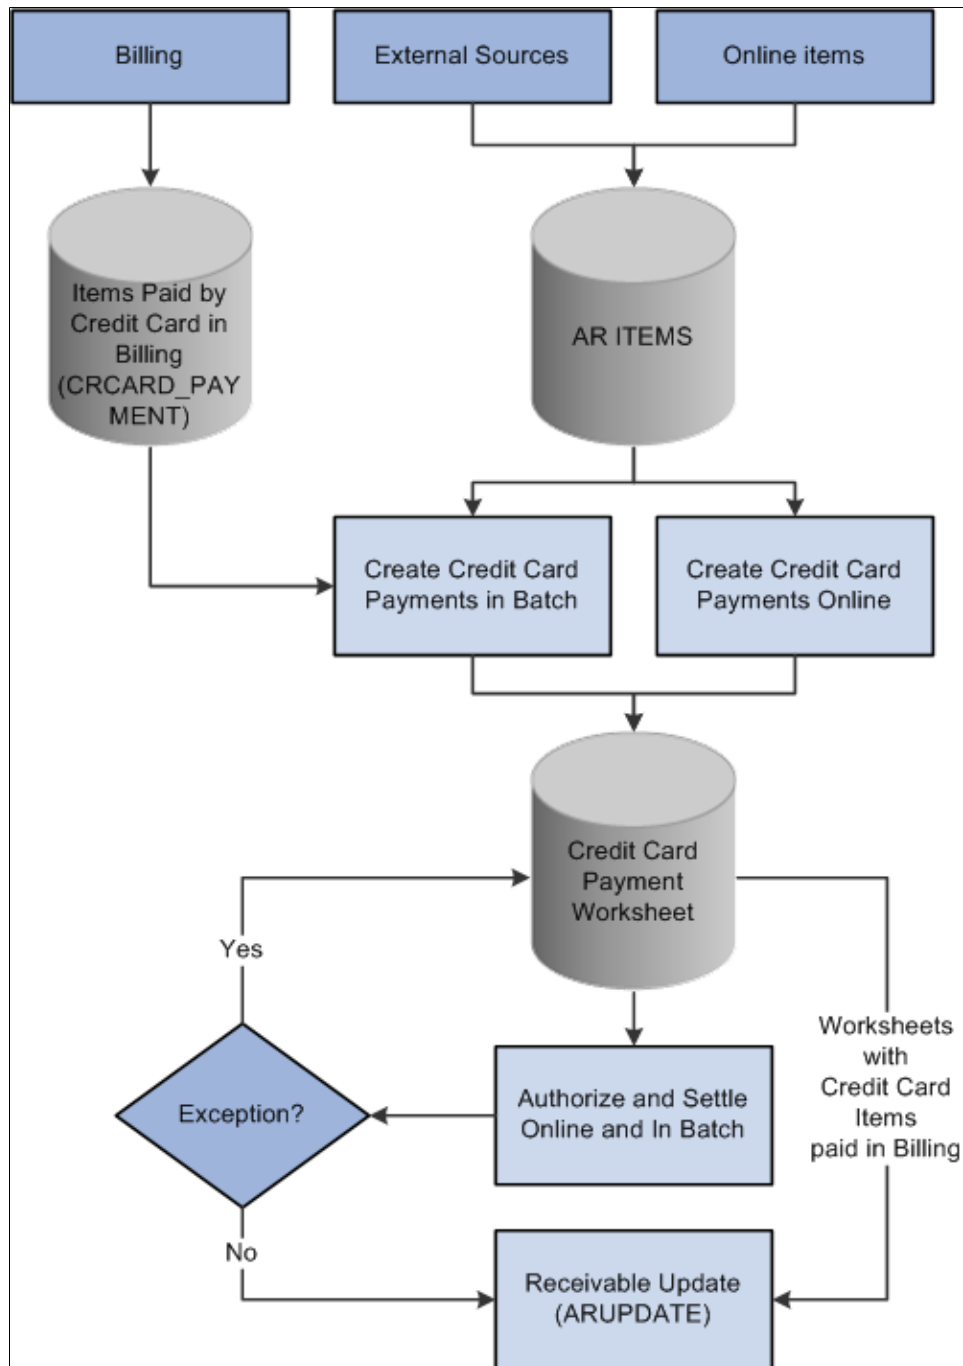 Billing
External Sources
Online items
Items Paid by
Credit Card in
Billing
(CRCARD_PAY
MENT)
AR ITEMS
Create Credit Card
Payments in Batch
Create Credit Card
Payments Online
Credit Card
Payment
Worksheet
Yes
Worksheets
with
Credit Card
Items
paid in Billing
Exception?
Authorize and Settle
Online and In Batch
No
Receivable Update
(ARUPDATE)